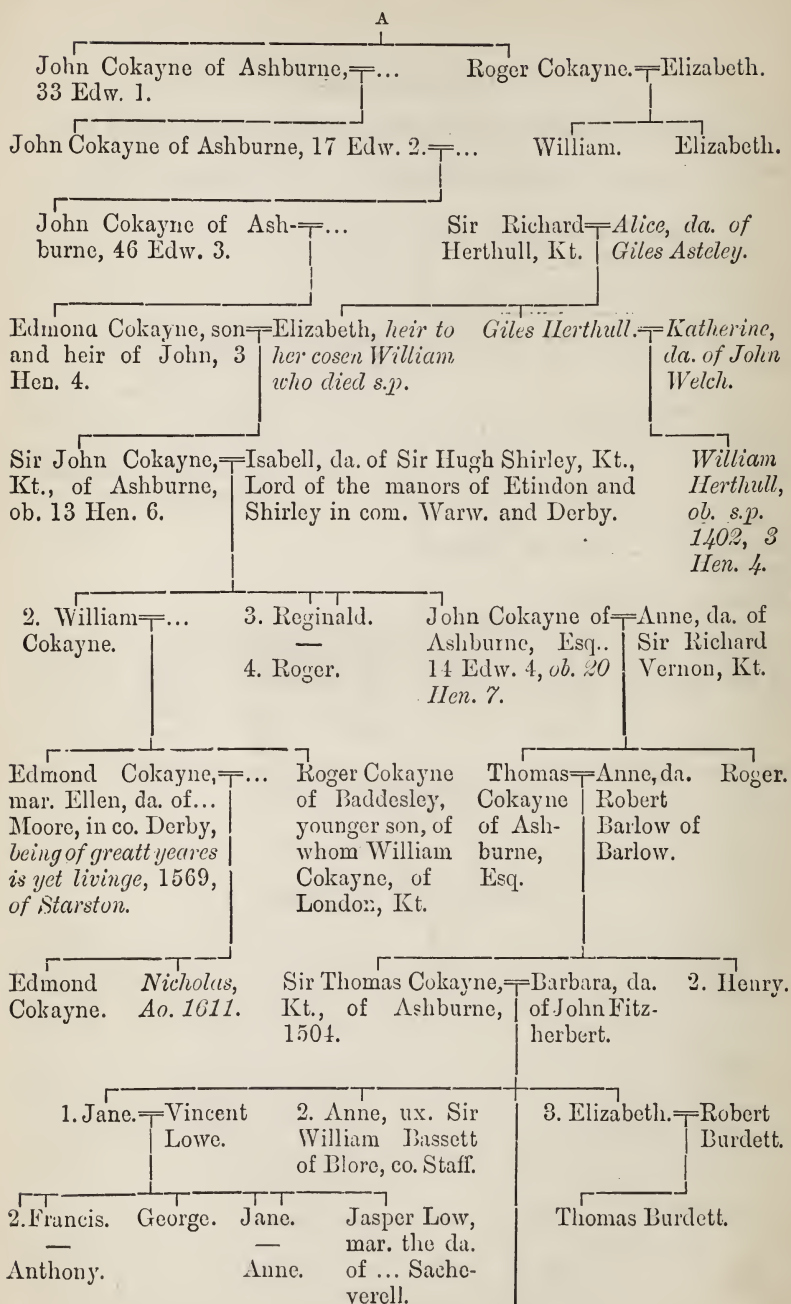 A
John Cokayne of Ashburne,=... Roger Cokayne.=Elizabeth.
33 Edw. 1.
John Cokayne of Ashburne, 17 Edw. 2.=... William. Elizabeth.
John Cokayne of Ash-=... Sir Richard=Alice, da. of
burne, 46 Edw. 3. Herthull, Kt. Giles Asteley.
Edmond Cokayne, son=Elizabeth, heir to Giles Herthull.=Katherine,
and heir of John, 3 her cosen William da. of John
Hen. 4. who died s.p. Welch.
Sir John Cokayne,=Isabell, da. of Sir Hugh Shirley, Kt., William
Kt., of Ashburne, Lord of the manors of Etindon and Herthull,
ob. 13 Hen. 6. Shirley in com. Warw. and Derby. ob. s.p.
1402, 3
Hen. 4.
2. William=... 3. Reginald. John Cokayne of=Anne, da. of
Cokayne. — Ashburne, Esq.. Sir Richard
4. Roger. 14 Edw. 4, ob. 20 Vernon, Kt.
Hen. 7.
Edmond Cokayne,=... Roger Cokayne Thomas=Anne, da. Roger.
mar. Ellen, da. of... of Baddesley, Cokayne Robert
Moore, in co. Derby, younger son, of of Ash- Barlow of
being of greatt yeares whom William burne, Barlow.
is yet livinge, 1569, Cokayne, of Esq.
of Starston. London, Kt.
Edmond Nicholas, Sir Thomas Cokayne,=Barbara, da. 2. Henry.
Cokayne. Ao. 1611. Kt., of Ashburne, of John Fitz-
1504. herbert.
1. Jane.=Vincent 2. Anne, ux. Sir 3. Elizabeth.=Robert
Lowe. William Bassett Burdett.
of Blore, co. Staff.
2. Francis. George. Jane. Jasper Low, Thomas Burdett.
— — mar. the da.
Anthony. Anne. of ... Sache-
verell.